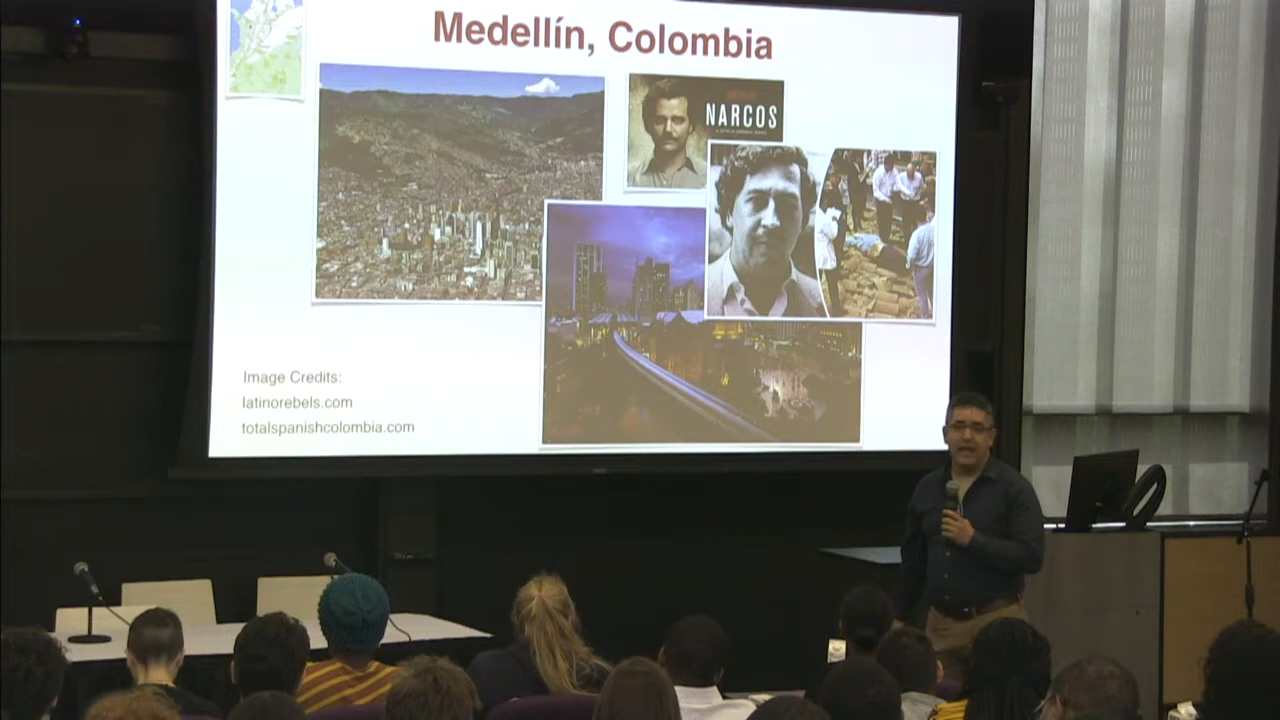 Medellín, Colombia
NARCOS
Image Credits:
latinorebels.com
totalspanishcolombia.com